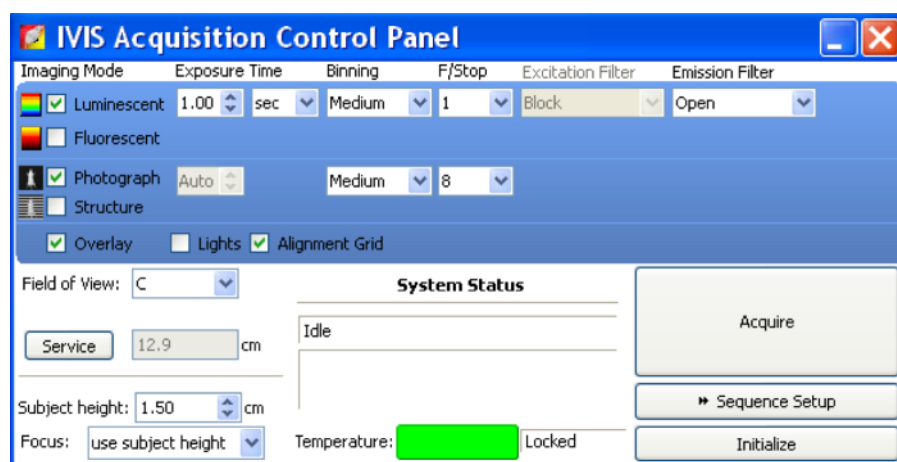 IVIS Acquisition Control Panel
Imaging Mode Exposure Time Binning F/Stop Excitation Filter Emission Filter
Luminescent 1.00 sec Medium 1 Block Open
Fluorescent
Photograph Auto Medium 8
Structure
Overlay Lights Alignment Grid
Field of View: C System Status
Acquire
Idle
Service 12.9 cm
Sequence Setup
Subject height: 1.50 cm
Focus: use subject height Temperature: Locked Initialize